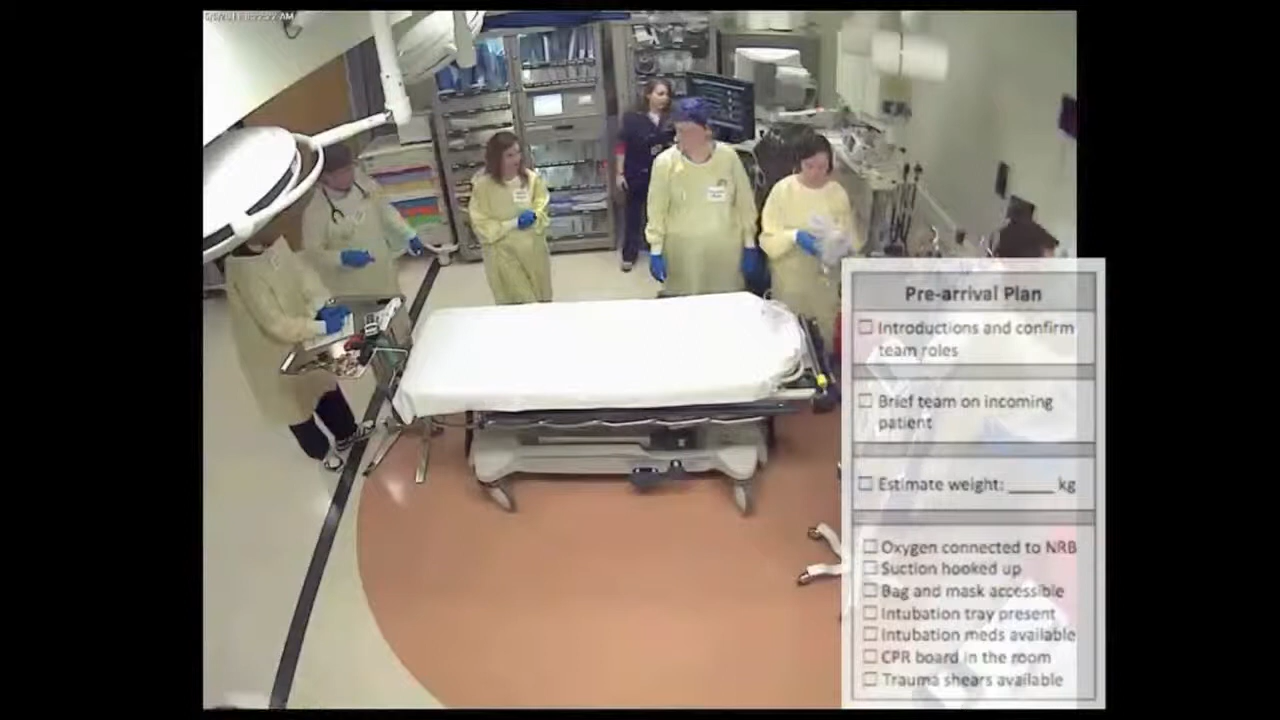 Pre-arrival Plan
☐ Introductions and confirm
team roles
☐ Brief team on incoming
patient
☐ Estimate weight: _____ kg
☐ Oxygen connected to NRB
☐ Suction hooked up
☐ Bag and mask accessible
☐ Intubation tray present
☐ Intubation meds available
☐ CPR board in the room
☐ Trauma shears available